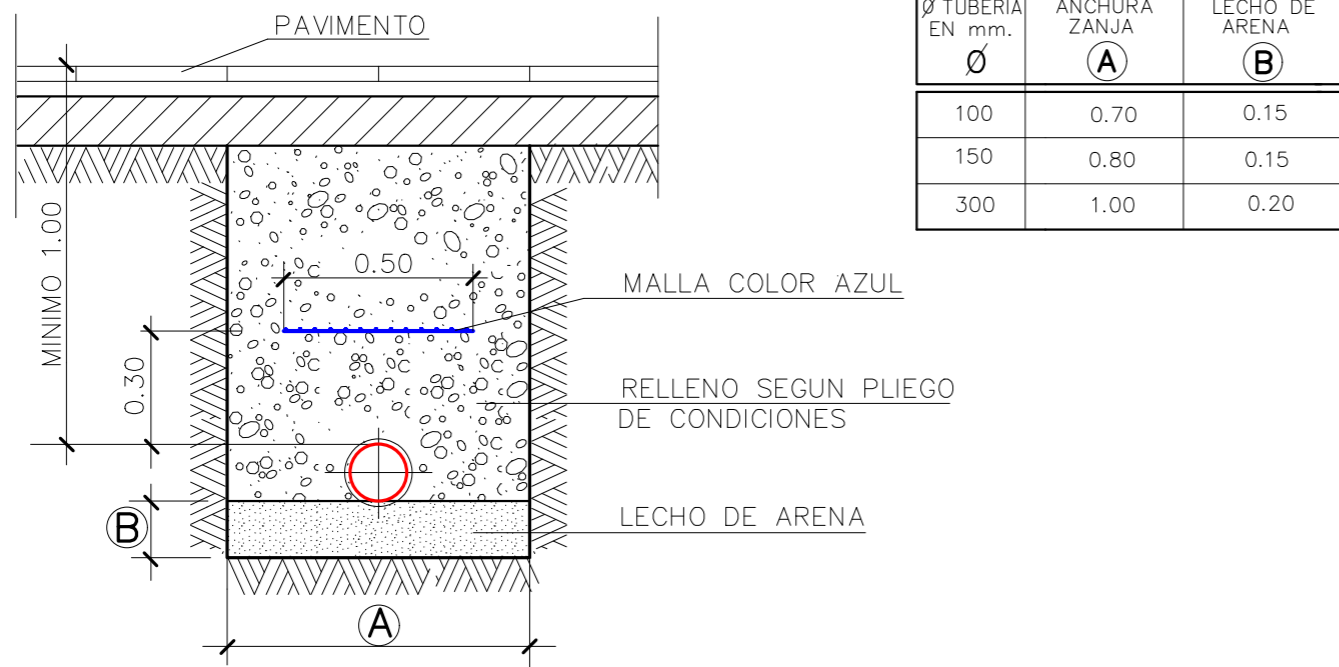 PAVIMENTO
MINIMO 1.00
0.50
MALLA COLOR AZUL
0.30
RELLENO SEGUN PLIEGO
DE CONDICIONES
B
LECHO DE ARENA
A
Ø TUBERIA ANCHURA LECHO DE
EN mm. ZANJA ARENA
Ø A B
100 0.70 0.15
150 0.80 0.15
300 1.00 0.20